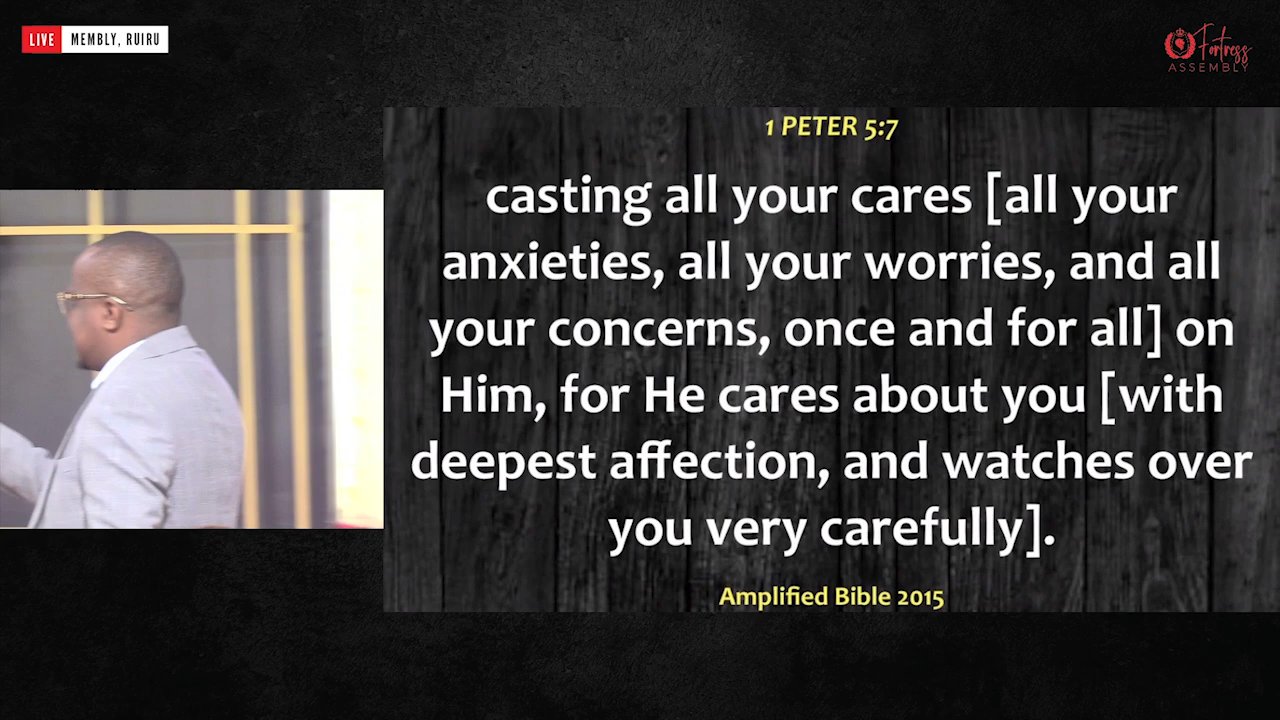 LIVE MEMBLY, RUIRU
Fortress
ASSEMBLY
1 PETER 5:7
casting all your cares [all your
anxieties, all your worries, and all
your concerns, once and for all] on
Him, for He cares about you [with
deepest affection, and watches over
you very carefully].
Amplified Bible 2015